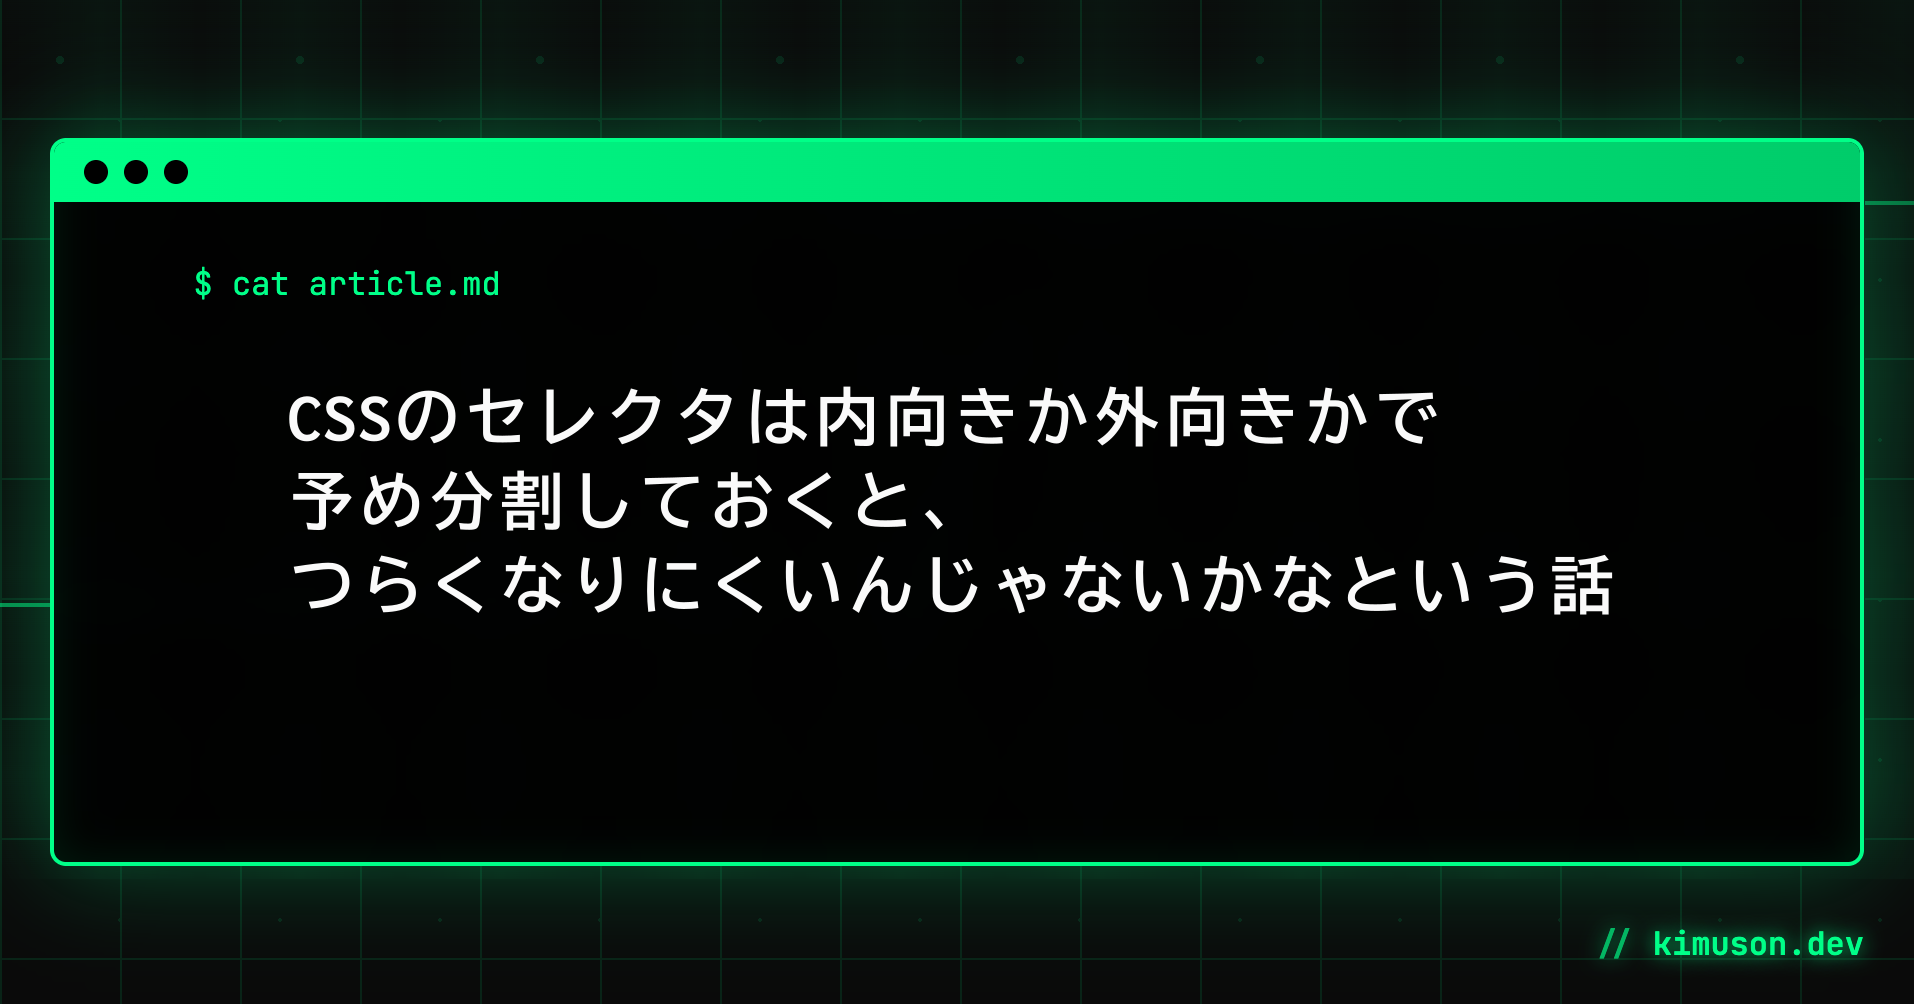 $ cat article.md
CSSのセレクタは内向きか外向きかで
予め分割しておくと、
つらくなりにくいんじゃないかなという話
// kimuson.dev